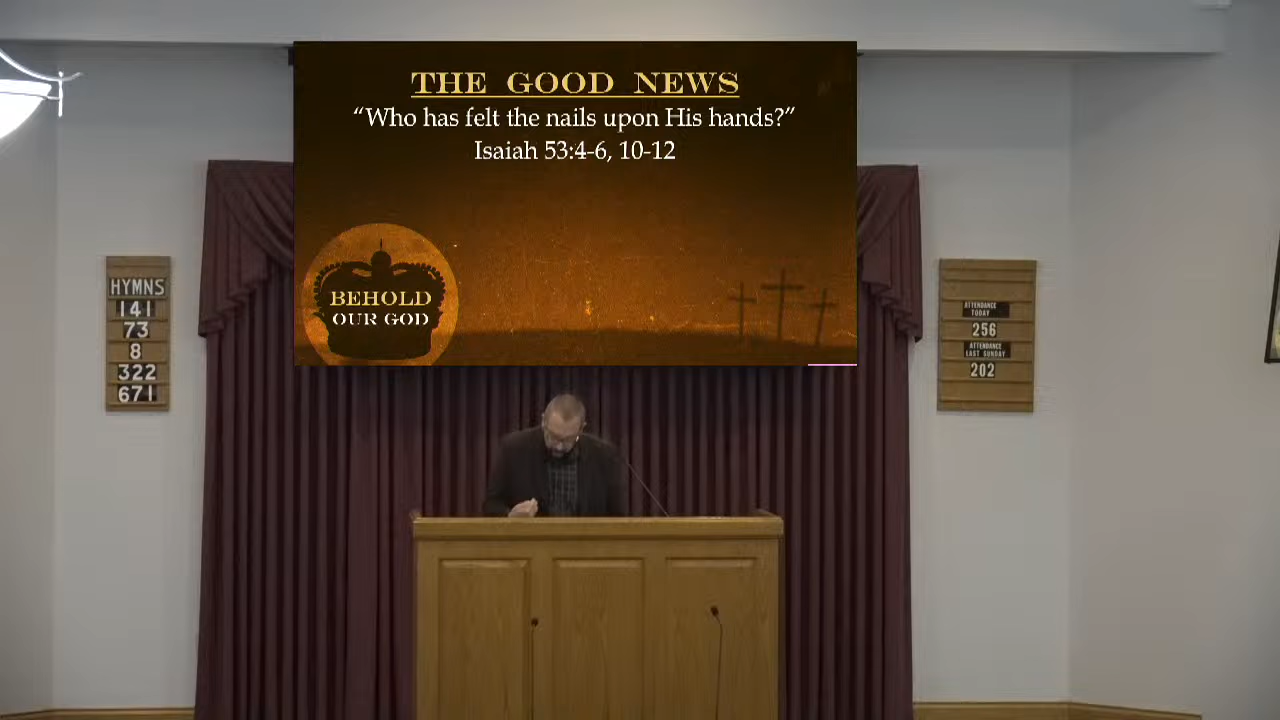 THE GOOD NEWS
“Who has felt the nails upon His hands?”
Isaiah 53:4-6, 10-12
BEHOLD
OUR GOD
HYMNS
141
73
8
322
671
ATTENDANCE
TODAY
256
ATTENDANCE
LAST SUNDAY
202